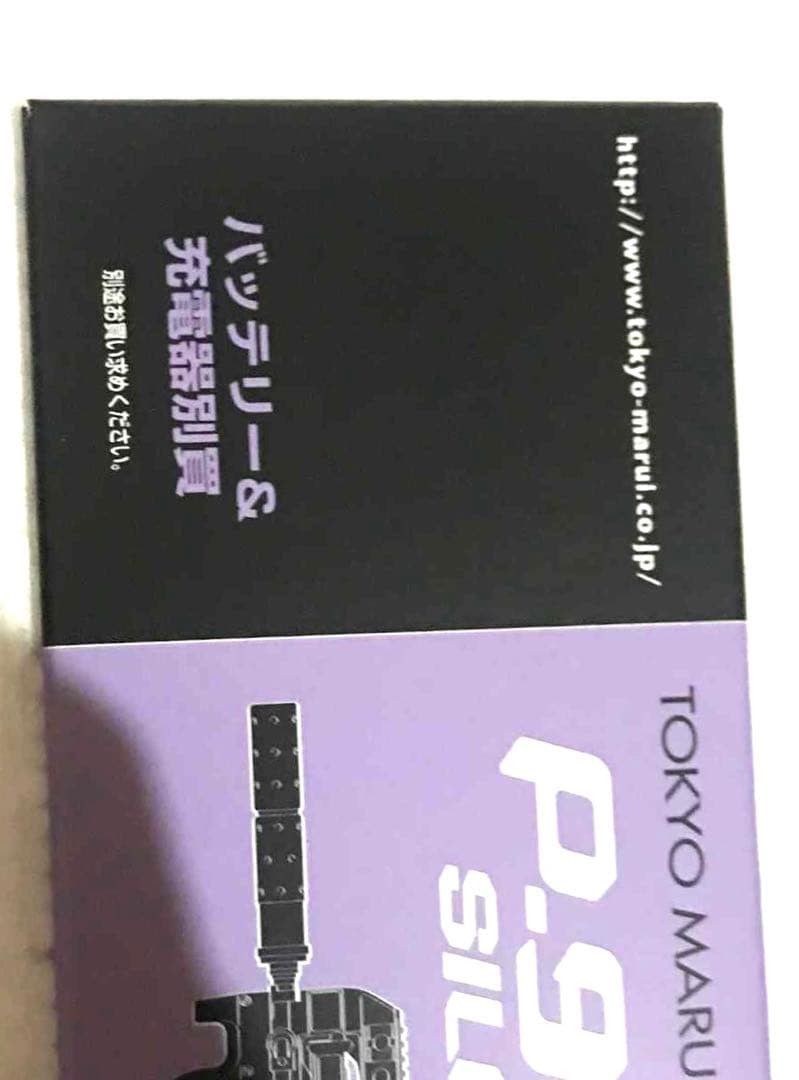 http://www.tokyo-marui.co.jp/
バッテリー&
充電器別買
別途お買い求めください。
TOKYO MARU
P.9
SIL